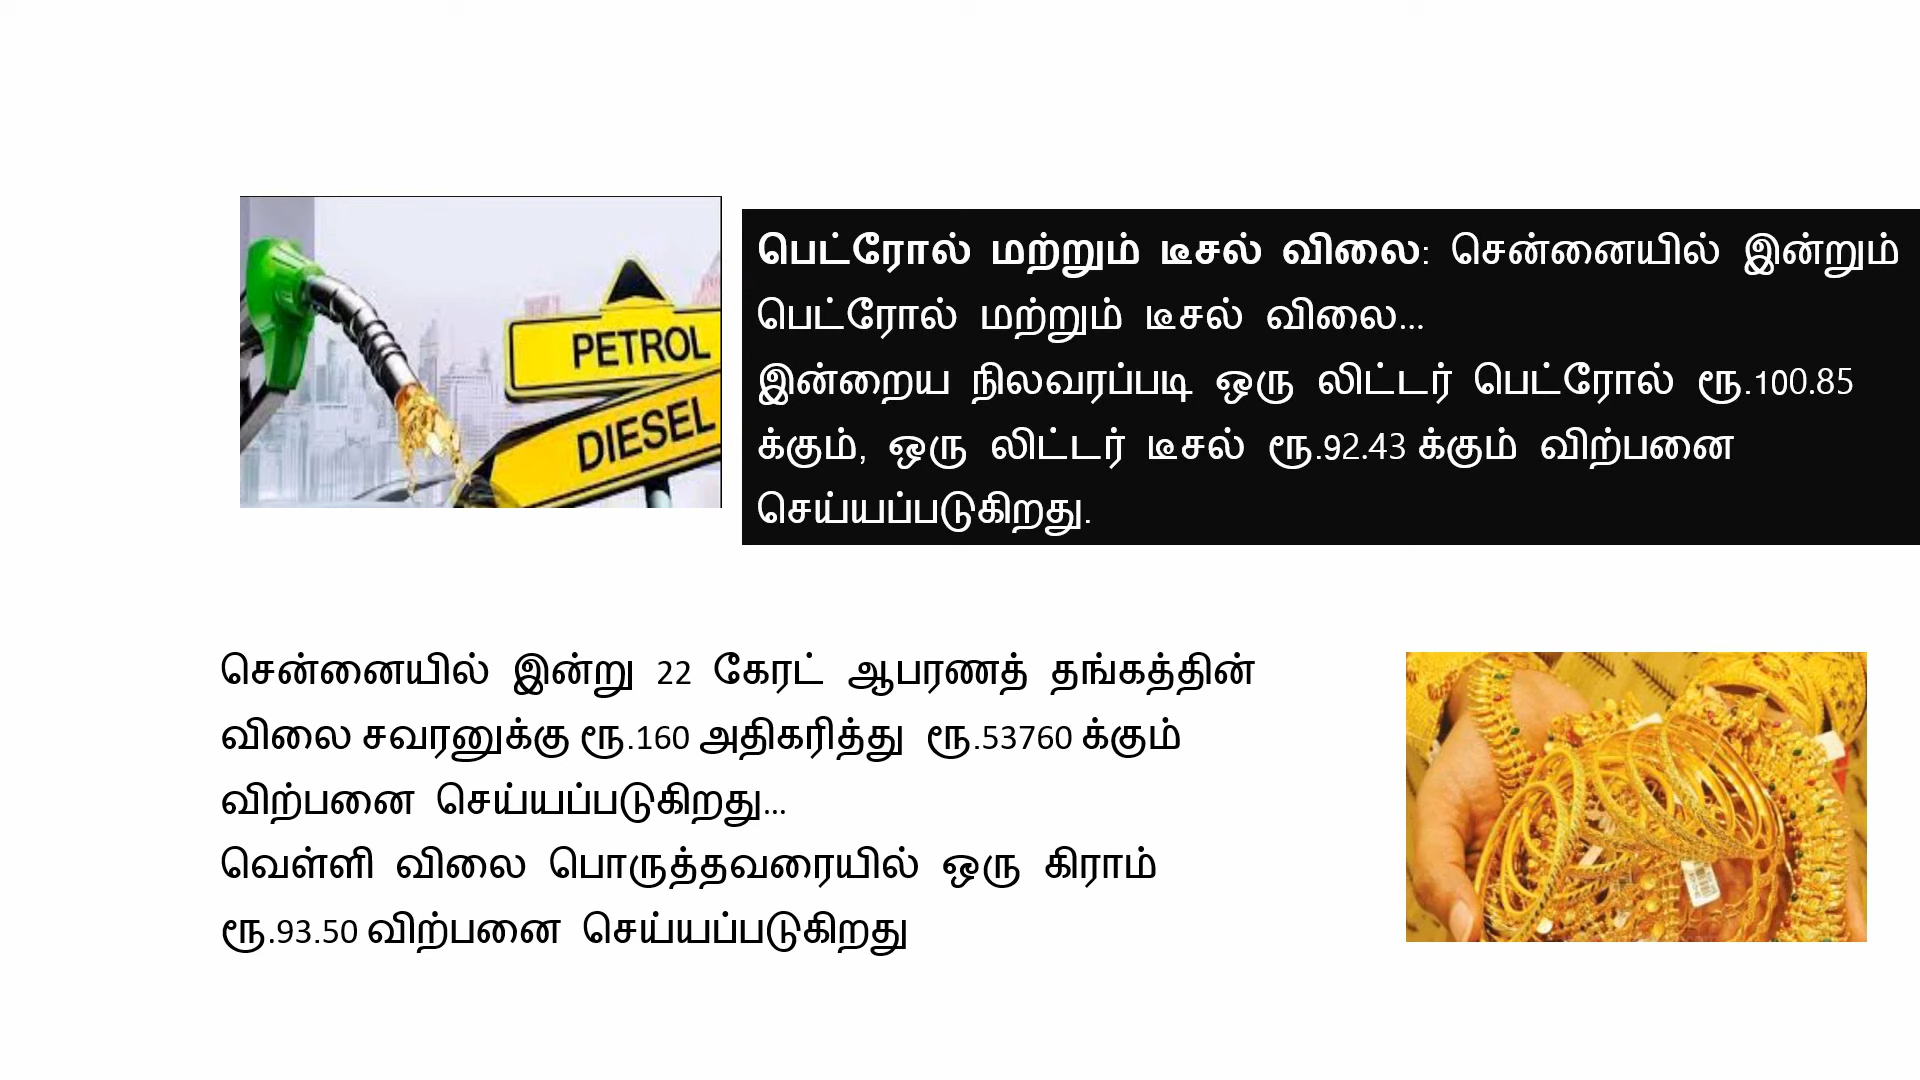 PETROL
DIESEL
பெட்ரோல் மற்றும் டீசல் விலை: சென்னையில் இன்றும்
பெட்ரோல் மற்றும் டீசல் விலை...
இன்றைய நிலவரப்படி ஒரு லிட்டர் பெட்ரோல் ரூ.100.85
க்கும், ஒரு லிட்டர் டீசல் ரூ.92.43 க்கும் விற்பனை
செய்யப்படுகிறது.
சென்னையில் இன்று 22 கேரட் ஆபரணத் தங்கத்தின்
விலை சவரனுக்கு ரூ.160 அதிகரித்து ரூ.53760 க்கும்
விற்பனை செய்யப்படுகிறது...
வெள்ளி விலை பொருத்தவரையில் ஒரு கிராம்
ரூ.93.50 விற்பனை செய்யப்படுகிறது